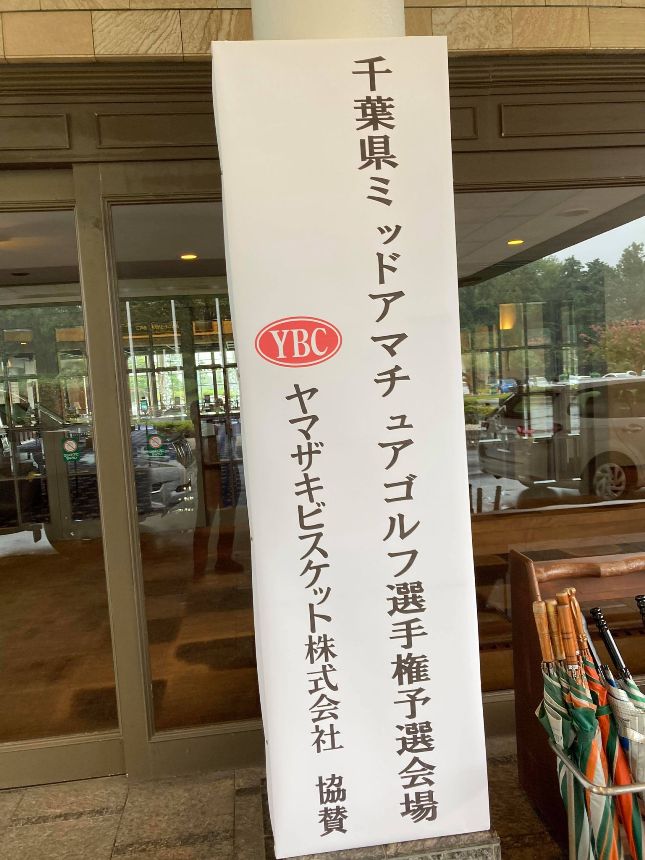 千葉県ミッドアマチュアゴルフ選手権予選会場
YBC
ヤマザキビスケット株式会社 協賛